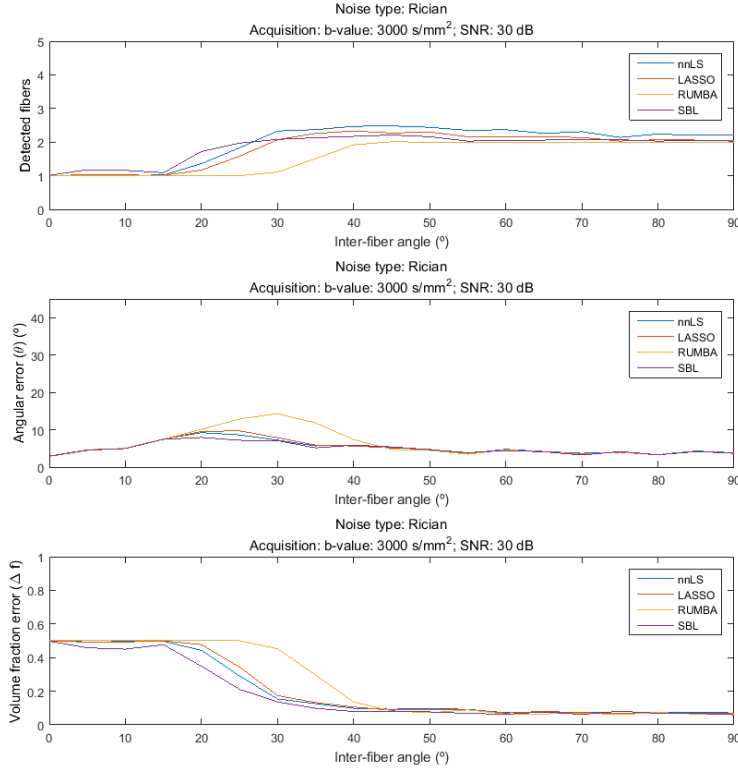 Noise type: Rician
Acquisition: b-value: 3000 s/mm²; SNR: 30 dB
5
4
3
2
1
0
Detected fibers
nnLS
LASSO
RUMBA
SBL
0 10 20 30 40 50 60 70 80 90
Inter-fiber angle (º)
Noise type: Rician
Acquisition: b-value: 3000 s/mm²; SNR: 30 dB
40
30
20
10
0
Angular error (θ) (º)
nnLS
LASSO
RUMBA
SBL
0 10 20 30 40 50 60 70 80 90
Inter-fiber angle (º)
Noise type: Rician
Acquisition: b-value: 3000 s/mm²; SNR: 30 dB
1
0.8
0.6
0.4
0.2
0
Volume fraction error (Δ f)
nnLS
LASSO
RUMBA
SBL
0 10 20 30 40 50 60 70 80 90
Inter-fiber angle (º)